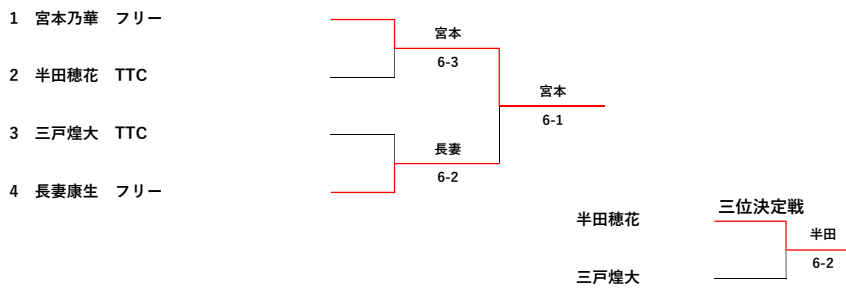 1 宮本乃華 フリー
宮本
6-3
2 半田穂花 TTC
宮本
6-1
3 三戸煌大 TTC
長妻
6-2
4 長妻康生 フリー
三位決定戦
半田穂花
半田
6-2
三戸煌大